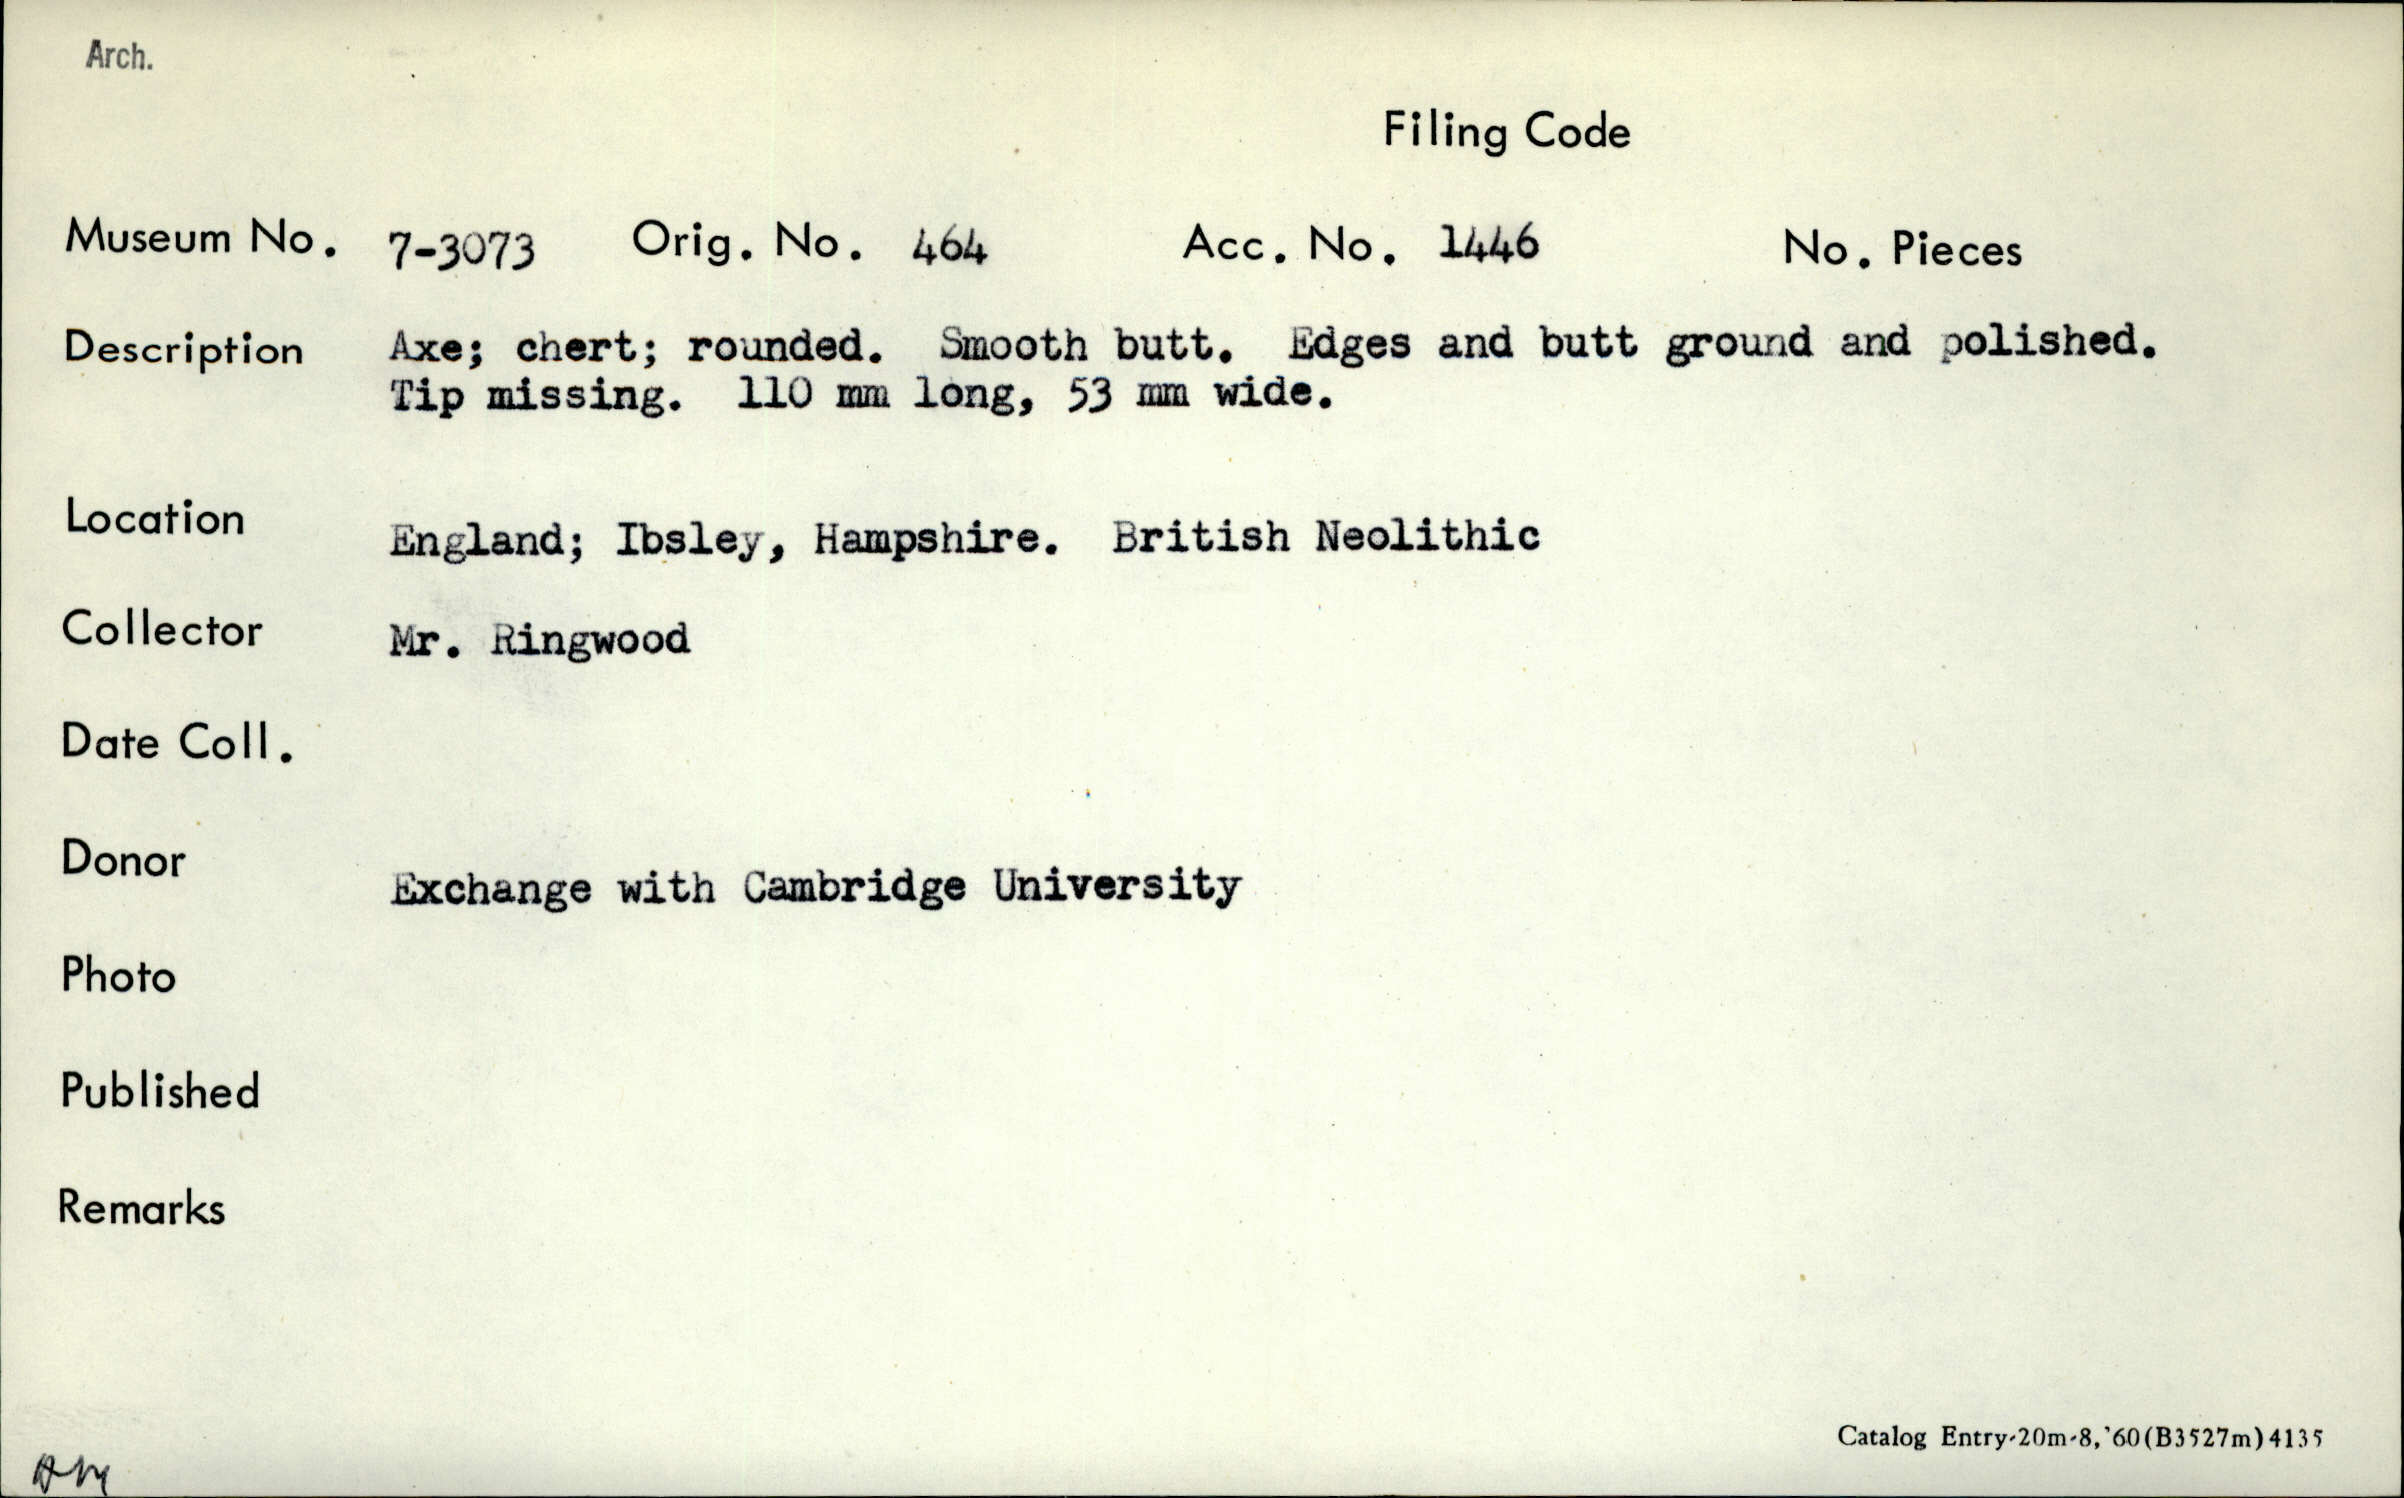 Arch.
Filing Code
Museum No. 7-3073 Orig. No. 464 Acc. No. 1446 No. Pieces
Description Axe; chert; rounded. Smooth butt. Edges and butt ground and polished.
Tip missing. 110 mm long, 53 mm wide.
Location England; Ibsley, Hampshire. British Neolithic
Collector Mr. Ringwood
Date Coll.
Donor Exchange with Cambridge University
Photo
Published
Remarks
Catalog Entry-20m-8,'60(B3527m)4135